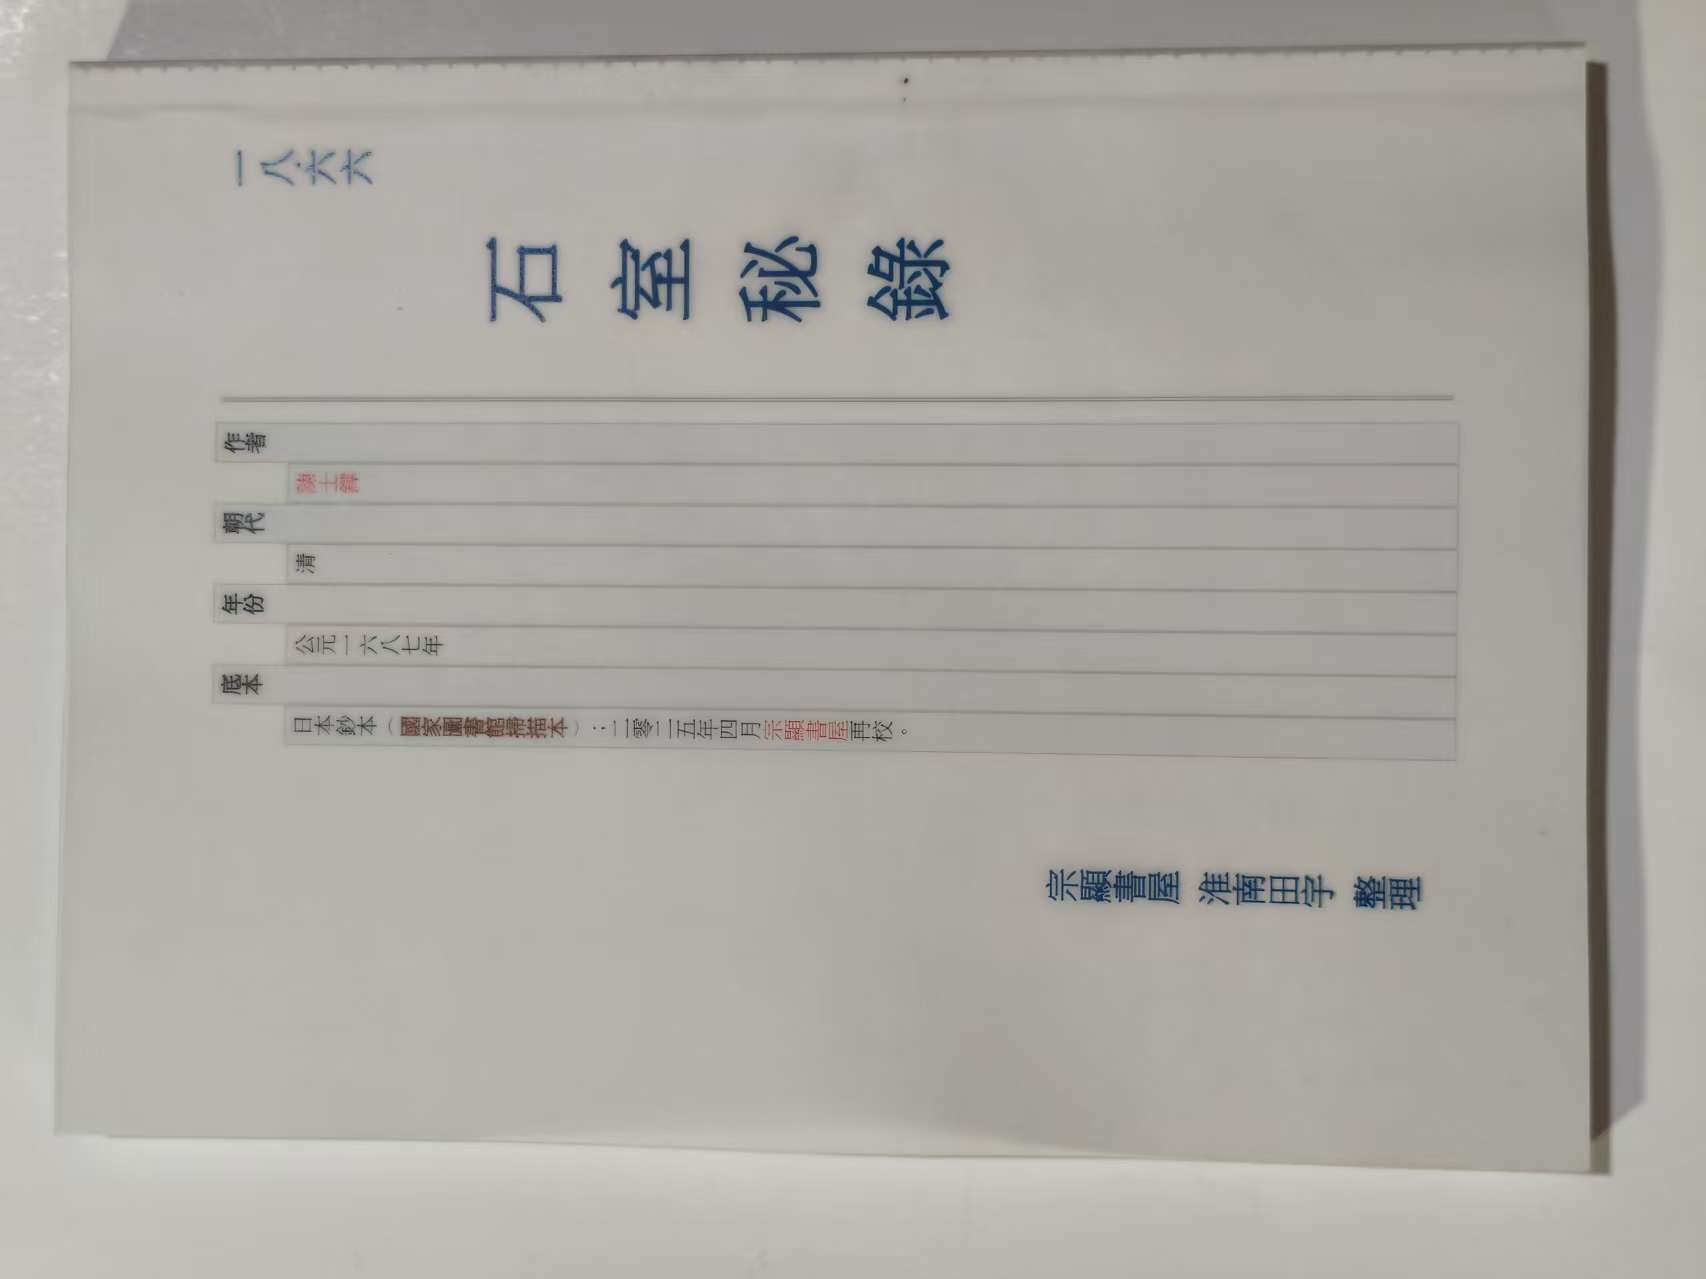 一八六六
石室秘錄
作者
陳士鐸
朝代
清
年份
公元一六八七年
底本
日本鈔本（國家圖書館掃描本）；二零二五年四月宗顯書屋再校。
宗顯書屋 淮南田字 整理